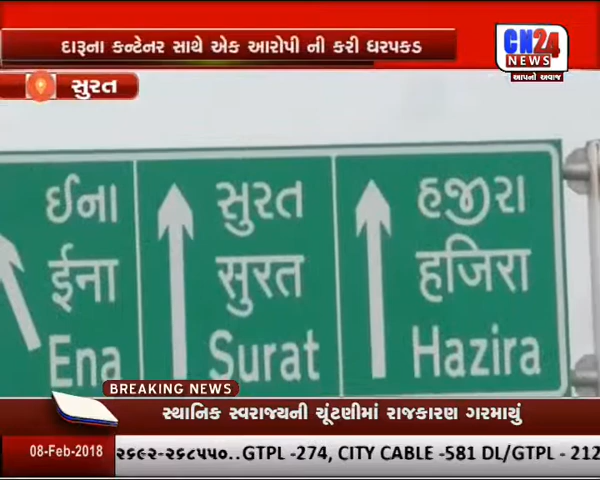 દારૂના કન્ટેનર સાથે એક આરોપી ની કરી ધરપકડ
CN24
NEWS
આપનો અવાજ
સુરત
ઈના
ईना
Ena
સુરત
सुरत
Surat
હજીરા
हजिरा
Hazira
BREAKING NEWS
સ્થાનિક સ્વરાજ્યની ચૂંટણીમાં રાજકારણ ગરમાયું
08-Feb-2018
૨૬૯૨-૨૬૮૫૫૦..GTPL -274, CITY CABLE -581 DL/GTPL - 212